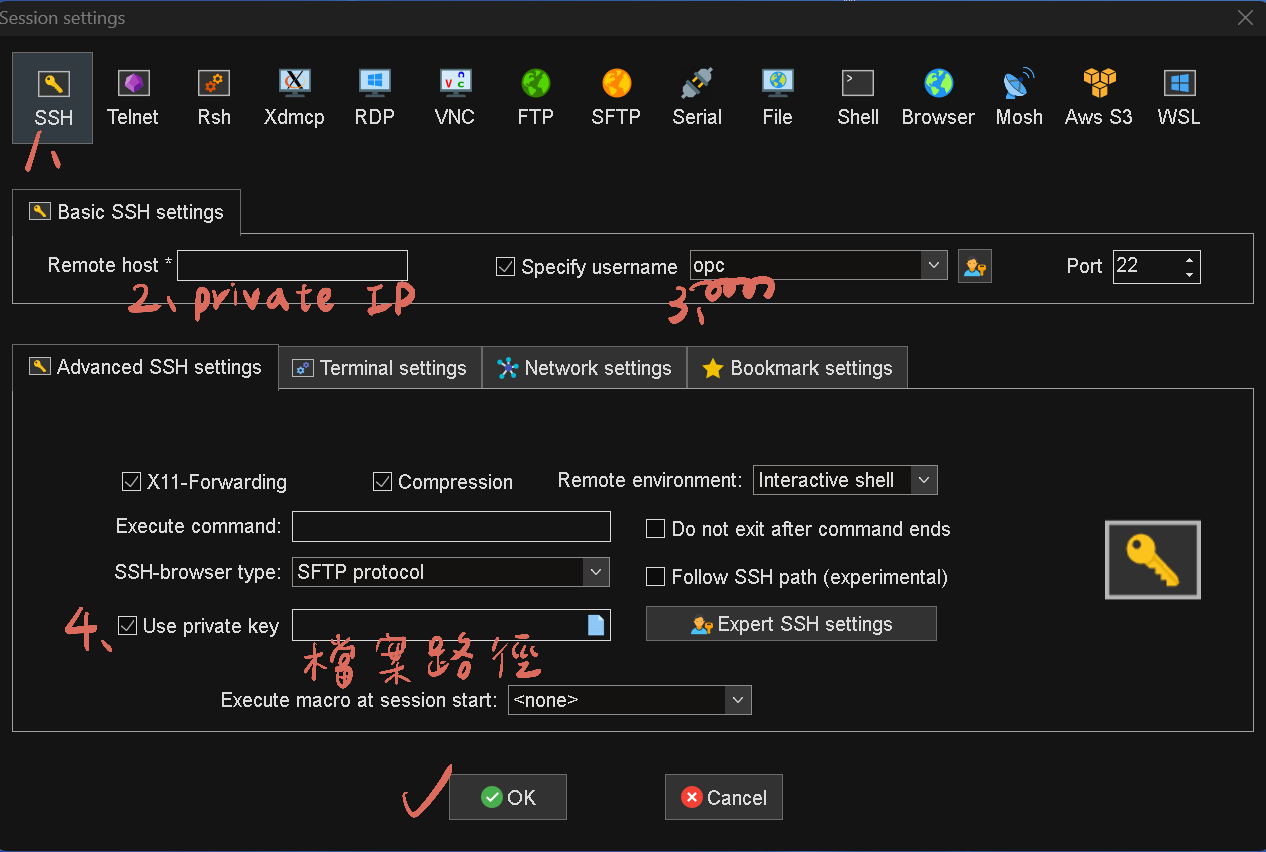 Session settings
SSH Telnet Rsh Xdmcp RDP VNC FTP SFTP Serial File Shell Browser Mosh Aws S3 WSL
1、
Basic SSH settings
Remote host * Specify username opc Port 22
2、private IP 3、
Advanced SSH settings Terminal settings Network settings Bookmark settings
X11-Forwarding Compression Remote environment: Interactive shell
Execute command: Do not exit after command ends
SSH-browser type: SFTP protocol Follow SSH path (experimental)
4、 Use private key Expert SSH settings
檔案路徑
Execute macro at session start: <none>
OK Cancel